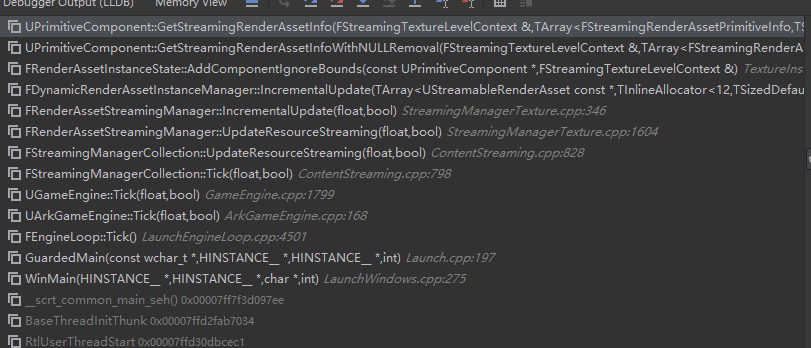 Debugger Output (LLDB) Memory View
UPrimitiveComponent::GetStreamingRenderAssetInfo(FStreamingTextureLevelContext &,TArray<FStreamingRenderAssetPrimitiveInfo,TS
UPrimitiveComponent::GetStreamingRenderAssetInfoWithNULLRemoval(FStreamingTextureLevelContext &,TArray<FStreamingRenderAs
FRenderAssetInstanceState::AddComponentIgnoreBounds(const UPrimitiveComponent *,FStreamingTextureLevelContext &) TextureIns
FDynamicRenderAssetInstanceManager::IncrementalUpdate(TArray<UStreamableRenderAsset const *,TInlineAllocator<12,TSizedDefau
FRenderAssetStreamingManager::IncrementalUpdate(float,bool) StreamingManagerTexture.cpp:346
FRenderAssetStreamingManager::UpdateResourceStreaming(float,bool) StreamingManagerTexture.cpp:1604
FStreamingManagerCollection::UpdateResourceStreaming(float,bool) ContentStreaming.cpp:828
FStreamingManagerCollection::Tick(float,bool) ContentStreaming.cpp:798
UGameEngine::Tick(float,bool) GameEngine.cpp:1799
UArkGameEngine::Tick(float,bool) ArkGameEngine.cpp:168
FEngineLoop::Tick() LaunchEngineLoop.cpp:4501
GuardedMain(const wchar_t *,HINSTANCE__ *,HINSTANCE__ *,int) Launch.cpp:197
WinMain(HINSTANCE__ *,HINSTANCE__ *,char *,int) LaunchWindows.cpp:275
__scrt_common_main_seh() 0x00007ff7f3d097ee
BaseThreadInitThunk 0x00007ffd2fab7034
RtlUserThreadStart 0x00007ffd30dbcec1